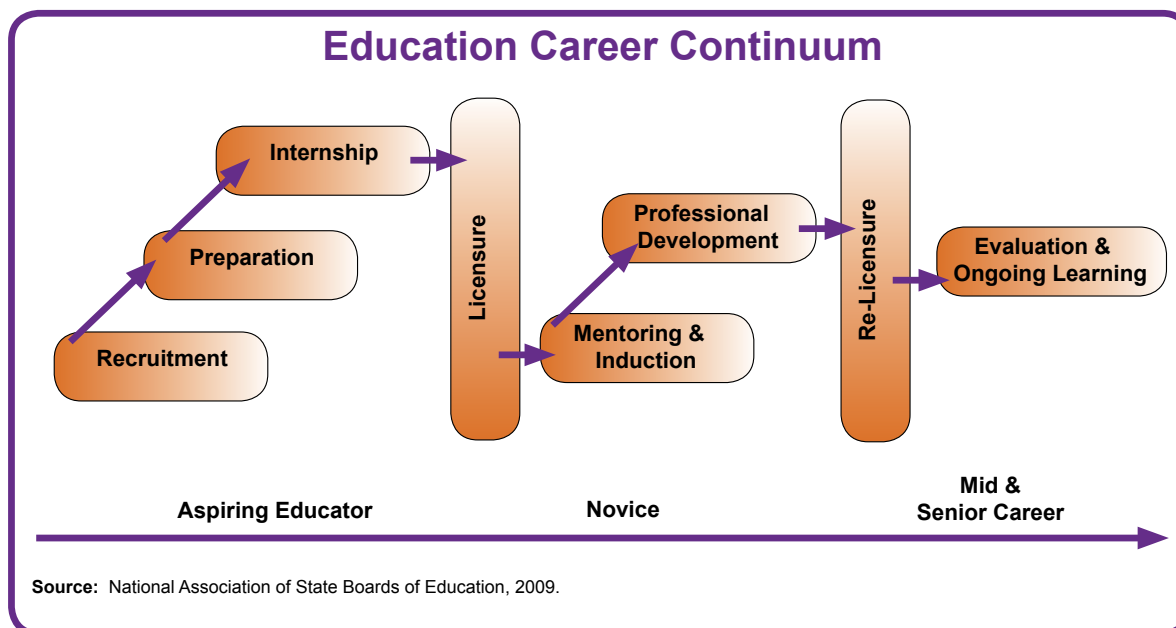 Education Career Continuum
Internship
Preparation
Recruitment
Licensure
Professional
Development
Mentoring &
Induction
Re-Licensure
Evaluation &
Ongoing Learning
Aspiring Educator
Novice
Mid &
Senior Career
Source: National Association of State Boards of Education, 2009.